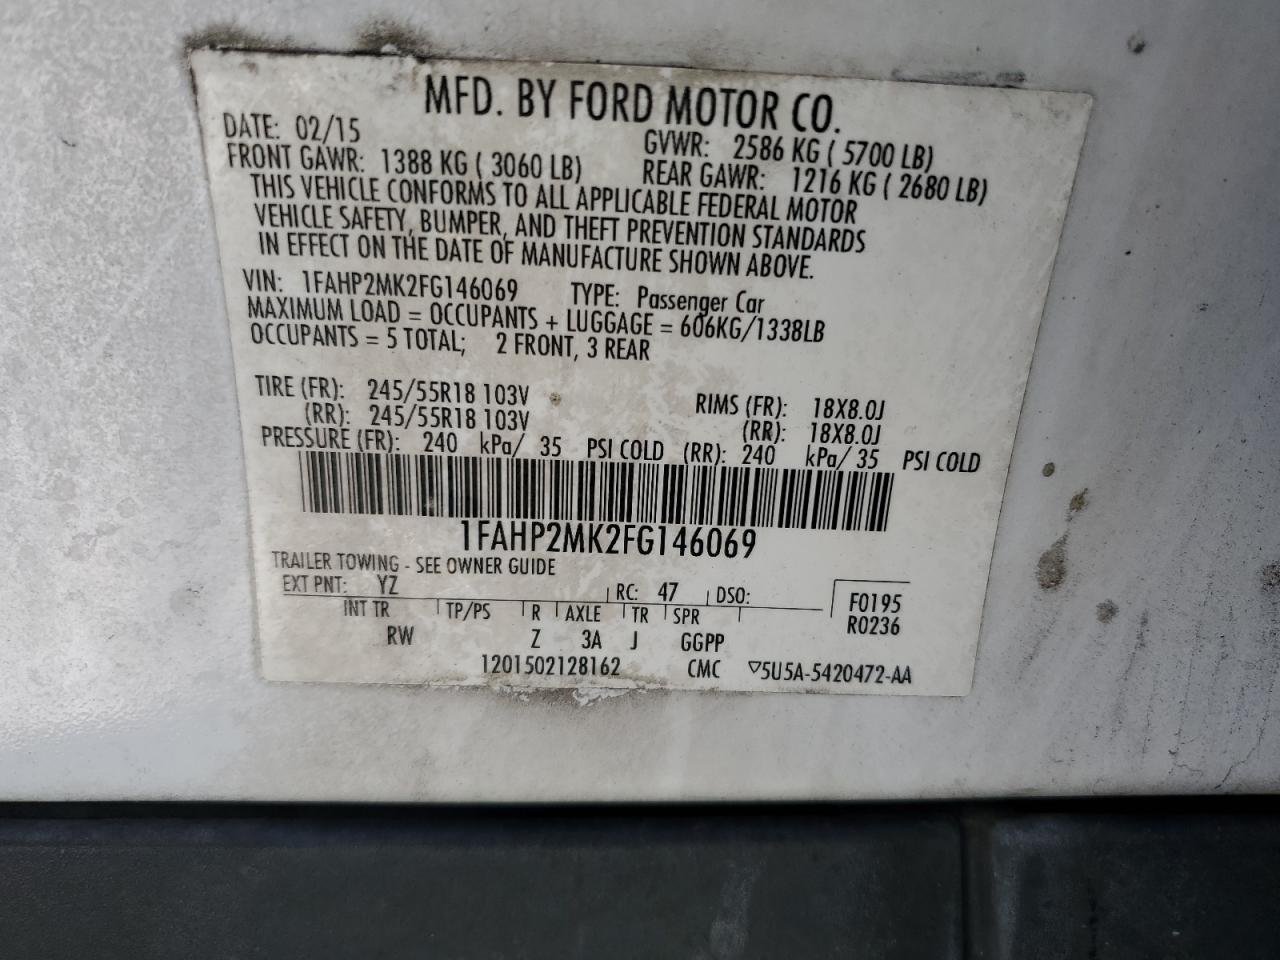 MFD. BY FORD MOTOR CO.
DATE: 02/15 GVWR: 2586 KG ( 5700 LB)
FRONT GAWR: 1388 KG ( 3060 LB) REAR GAWR: 1216 KG ( 2680 LB)
THIS VEHICLE CONFORMS TO ALL APPLICABLE FEDERAL MOTOR
VEHICLE SAFETY, BUMPER, AND THEFT PREVENTION STANDARDS
IN EFFECT ON THE DATE OF MANUFACTURE SHOWN ABOVE.
VIN: 1FAHP2MK2FG146069 TYPE: Passenger Car
MAXIMUM LOAD = OCCUPANTS + LUGGAGE = 606KG/1338LB
OCCUPANTS = 5 TOTAL; 2 FRONT, 3 REAR
TIRE (FR): 245/55R18 103V RIMS (FR): 18X8.0J
(RR): 245/55R18 103V (RR): 18X8.0J
PRESSURE (FR): 240 kPa/ 35 PSI COLD (RR): 240 kPa/ 35 PSI COLD
1FAHP2MK2FG146069
TRAILER TOWING - SEE OWNER GUIDE
EXT PNT: YZ RC: 47 DSO: F0195
INT TR TP/PS R AXLE TR SPR R0236
RW Z 3A J GGPP
1201502128162 CMC ▽5U5A-5420472-AA